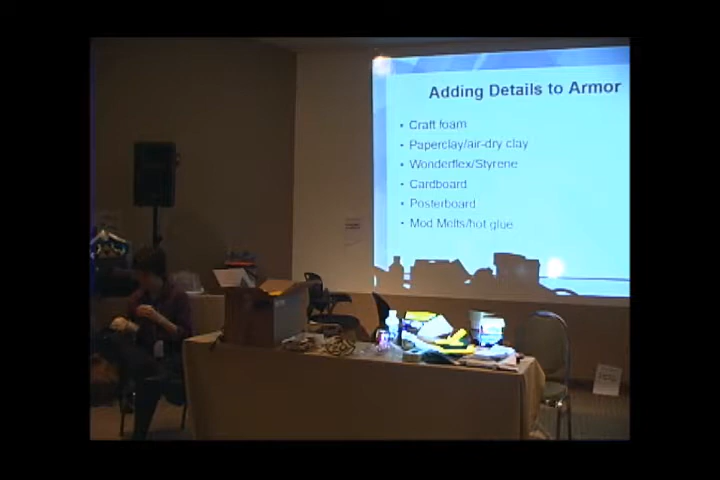 Adding Details to Armor
• Craft foam
• Paperclay/air-dry clay
• Wonderflex/Styrene
• Cardboard
• Posterboard
• Mod Melts/hot glue